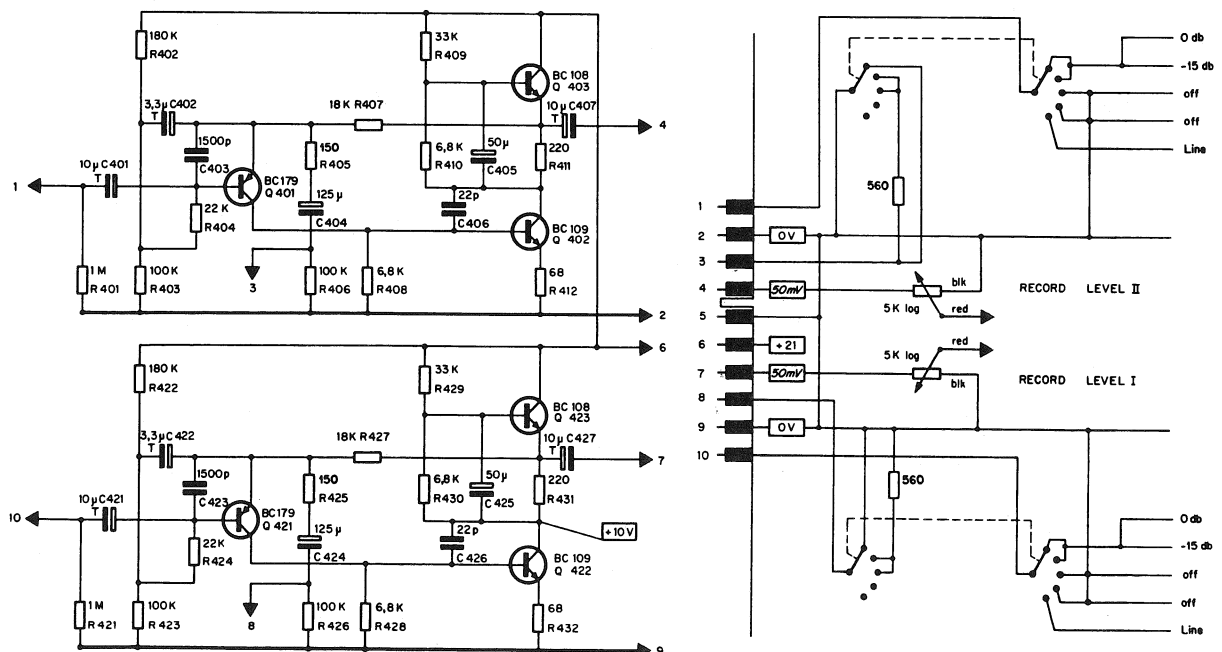 180 K
R402
3,3µ C402
T
1500p
C403
10µ C401
T
1
BC179
Q 401
22 K
R404
1 M
R401
100 K
R403
3
18K R407
150
R405
125 µ
C404
100 K
R406
6,8 K
R408
33 K
R409
6,8 K
R410
50µ
C405
22p
C406
BC 108
Q 403
10µ C407
T
4
220
R411
BC109
Q 402
68
R412
2
6
180 K
R422
3,3µ C422
T
1500p
C423
10µ C421
T
10
BC179
Q 421
22K
R424
1M
R421
100 K
R423
8
18K R427
150
R425
125 µ
C424
100 K
R426
6,8 K
R428
33 K
R429
6,8 K
R430
50µ
C425
22p
C426
BC 108
Q 423
10µ C427
T
7
220
R431
+10V
BC 109
Q 422
68
R432
9
0 db
-15 db
off
off
Line
560
1
2
0V
3
4
50mV
blk
RECORD LEVEL II
5K log
red
5
6
+21
red
5K log
7
50mV
blk
RECORD LEVEL I
8
9
0V
10
560
0 db
-15 db
off
off
Line